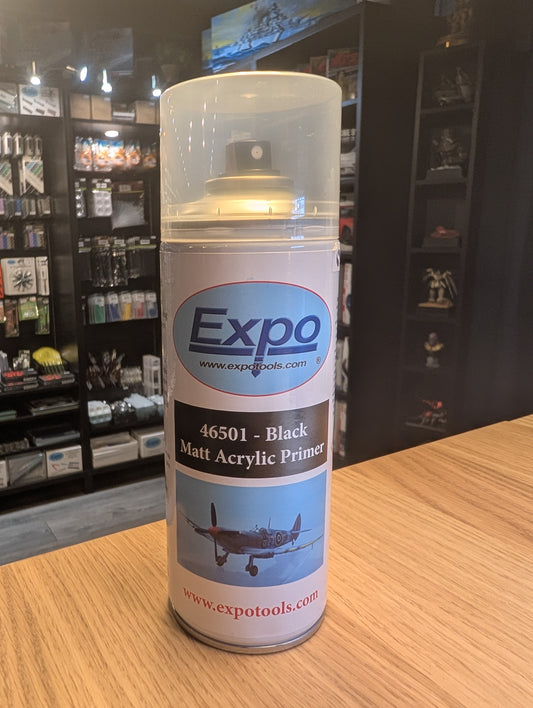 Expo
www.expotools.com
®
46501 - Black
Matt Acrylic Primer
www.expotools.com